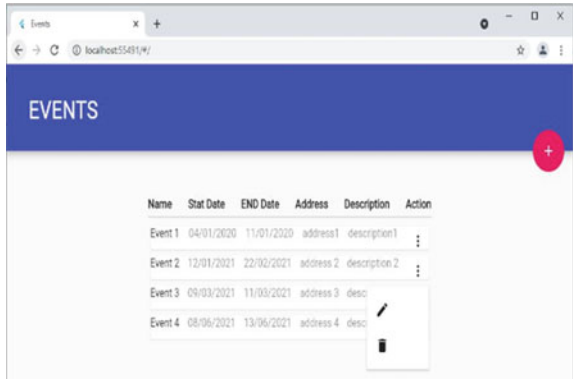 Events
localhost:55491/#/
EVENTS
+
Name Stat Date END Date Address Description Action
Event 1 04/01/2020 11/01/2020 address1 description1
Event 2 12/01/2021 22/02/2021 address 2 description 2
Event 3 09/03/2021 11/03/2021 address 3 desc
Event 4 08/06/2021 13/06/2021 address 4 desc